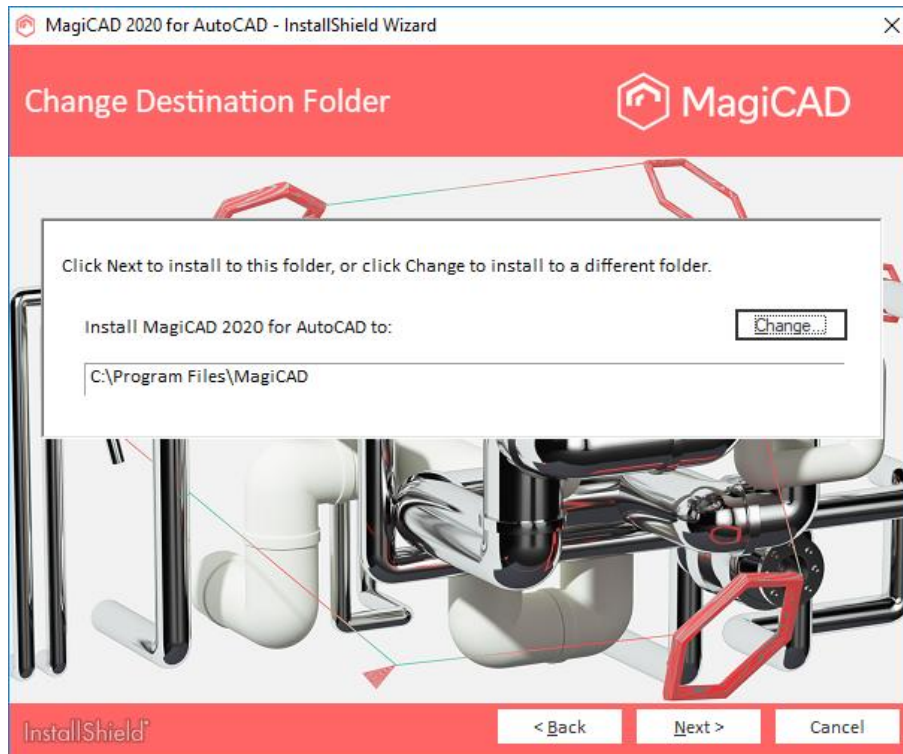 MagiCAD 2020 for AutoCAD - InstallShield Wizard
Change Destination Folder
MagiCAD
Click Next to install to this folder, or click Change to install to a different folder.
Install MagiCAD 2020 for AutoCAD to:
Change...
C:\Program Files\MagiCAD
InstallShield
< Back
Next >
Cancel